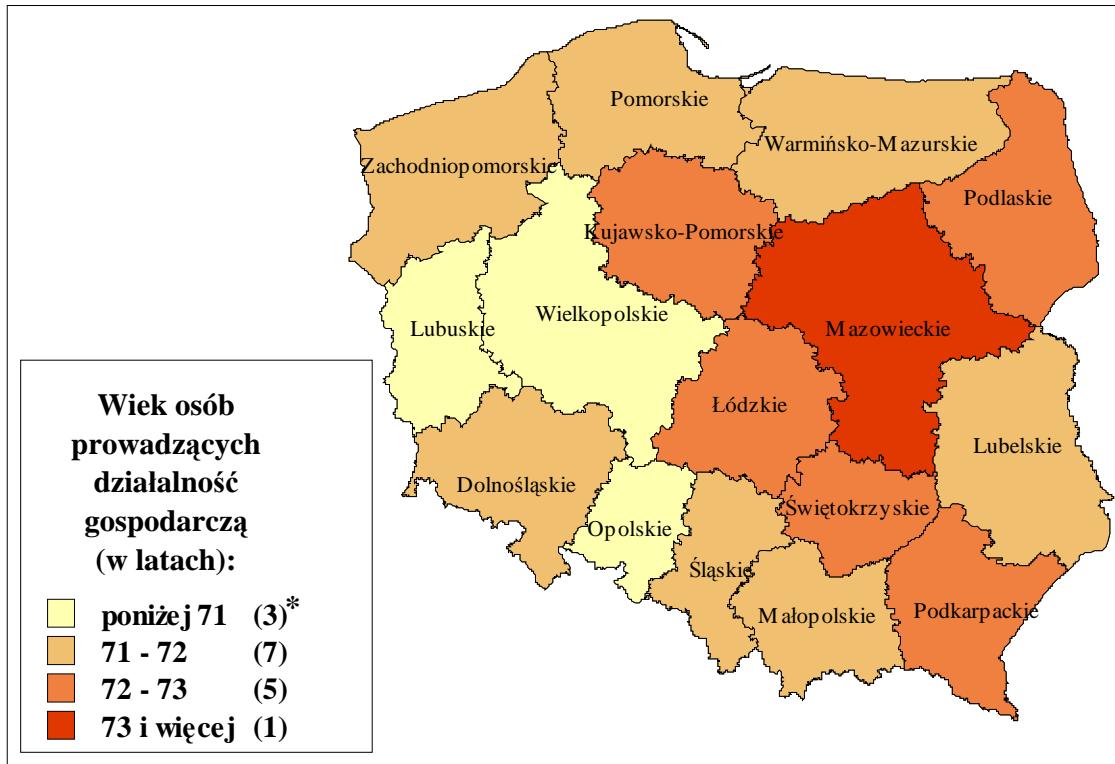 Pomorskie
Warmińsko-Mazurskie
Zachodniopomorskie
Podlaskie
Kujawsko-Pomorskie
Wielkopolskie
Lubuskie
Mazowieckie
Łódzkie
Lubelskie
Dolnośląskie
Opolskie
Świętokrzyskie
Śląskie
Małopolskie
Podkarpackie
Wiek osób
prowadzących
działalność
gospodarczą
(w latach):
poniżej 71 (3)*
71 - 72 (7)
72 - 73 (5)
73 i więcej (1)